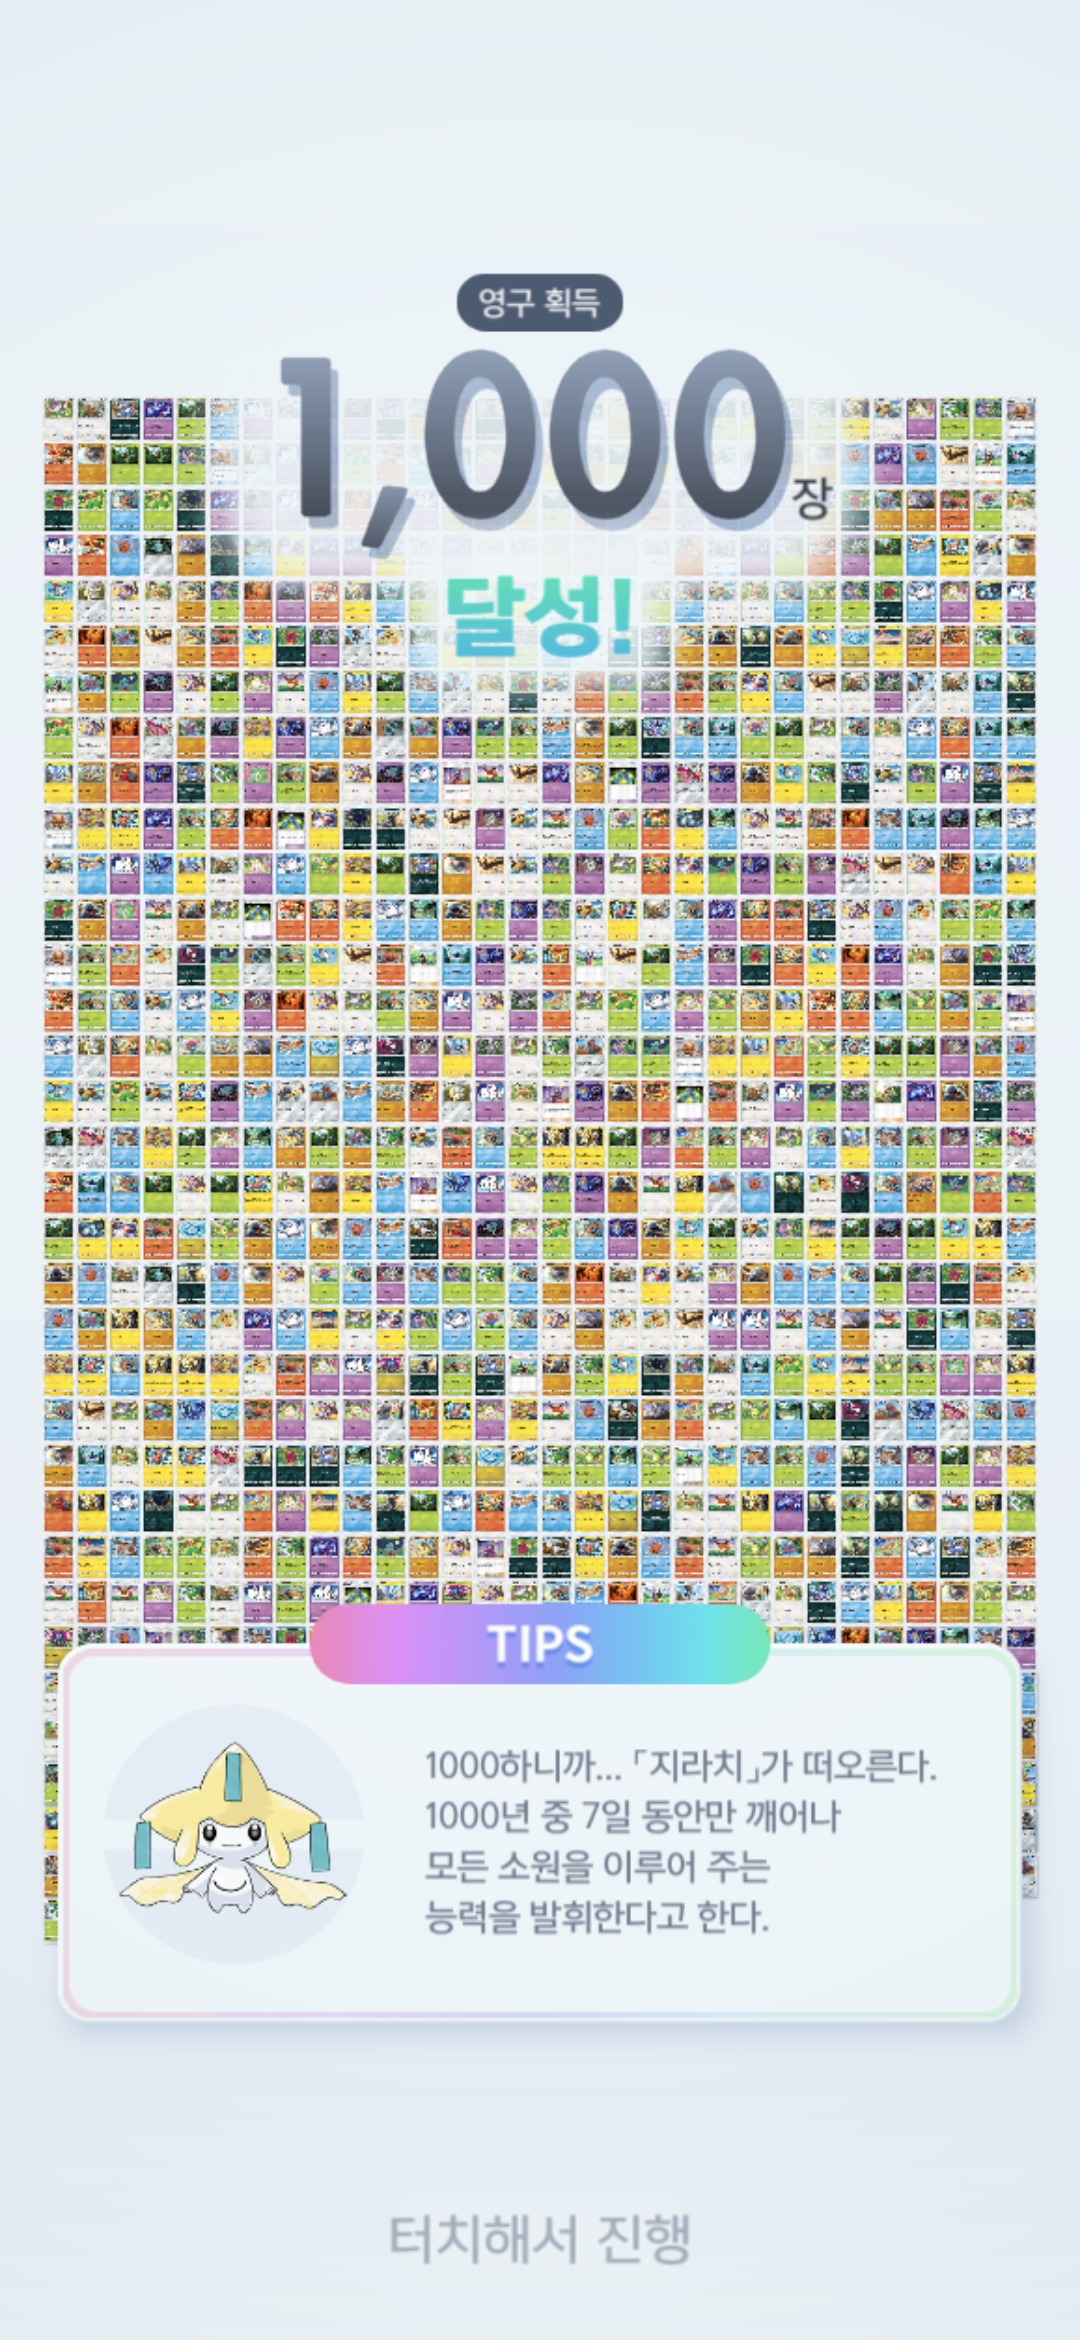 영구 획득
1,000장
달성!
TIPS
1000하니까... 「지라치」가 떠오른다.
1000년 중 7일 동안만 깨어나
모든 소원을 이루어 주는
능력을 발휘한다고 한다.
터치해서 진행